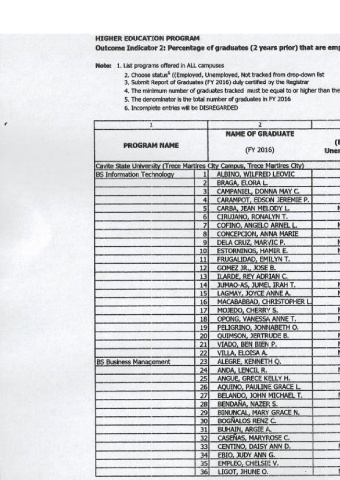 HIGHER EDUCATION PROGRAM
Outcome Indicator 2: Percentage of graduates (2 years prior) that are emp
Note: 1. List programs offered in ALL campuses
2. Choose status⁶ ((Employed, Unemployed, Not tracked from drop-down list
3. Submit Report of Graduates (FY 2016) duly certified by the Registrar
4. The minimum number of graduates tracked must be equal to or higher than the
5. The denominator is the total number of graduates in FY 2016
6. Incomplete entries will be DISREGARDED
1 2
PROGRAM NAME NAME OF GRADUATE (FY 2016)
Cavite State University (Trece Martires City Campus, Trece Martires City)
BS Information Technology 1 ALBINO, WILFRED LEOVIC
2 BRAGA, ELORA L.
3 CAMPANIEL, DONNA MAY C.
4 CARAMPOT, EDSON JEREMIE P.
5 CARBA, JEAN MELODY L.
6 CIRUJANO, RONALYN T.
7 COFINO, ANGELO ARNEL L.
8 CONCEPCION, ANNA MARIE
9 DELA CRUZ, MARVIC P.
10 ESTORNINOS, HAMIR E.
11 FRUGALIDAD, EMILYN T.
12 GOMEZ JR., JOSE B.
13 ILARDE, REY ADRIAN C.
14 JUMAO-AS, JUMEL IRAH T.
15 LAGMAY, JOYCE ANNE A.
16 MACABABBAD, CHRISTOPHER L.
17 MOJEDO, CHERRY S.
18 OPONG, VANESSA ANNE T.
19 PELIGRINO, JONNABETH O.
20 QUIMSON, JERTRUDE B.
21 VIADO, BEN BIEN P.
22 VILLA, ELOISA A.
BS Business Management 23 ALEGRE, KENNETH Q.
24 ANDA, LENCIL R.
25 ANGUE, GRECE KELLY H.
26 AQUINO, PAULINE GRACE L.
27 BELANDO, JOHN MICHAEL T.
28 BENDAÑA, NAZER S.
29 BINUNCAL, MARY GRACE N.
30 BOGÑALOS RENZ C.
31 BUHAIN, ARGIE A.
32 CASEÑAS, MARYROSE C.
33 CENTINO, DAISY ANN D.
34 EBIO, JUDY ANN G.
35 EMPLEO, CHELSIE V.
36 LIGOT, JHUNE O.